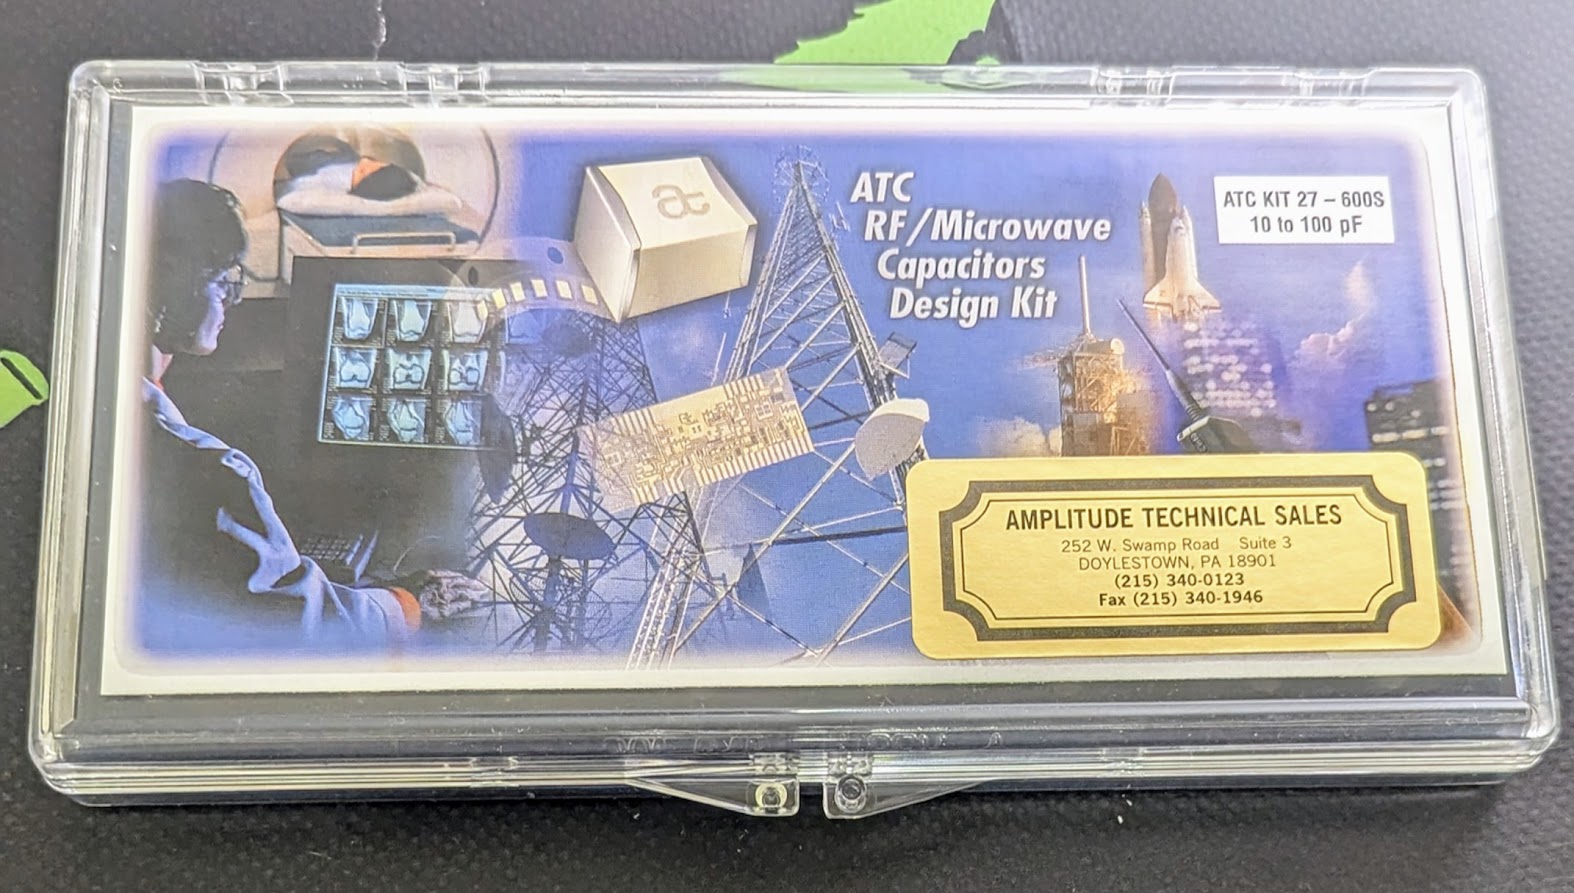 ATC
RF/Microwave
Capacitors
Design Kit
ATC KIT 27 – 600S
10 to 100 pF
AMPLITUDE TECHNICAL SALES
252 W. Swamp Road Suite 3
DOYLESTOWN, PA 18901
(215) 340-0123
Fax (215) 340-1946